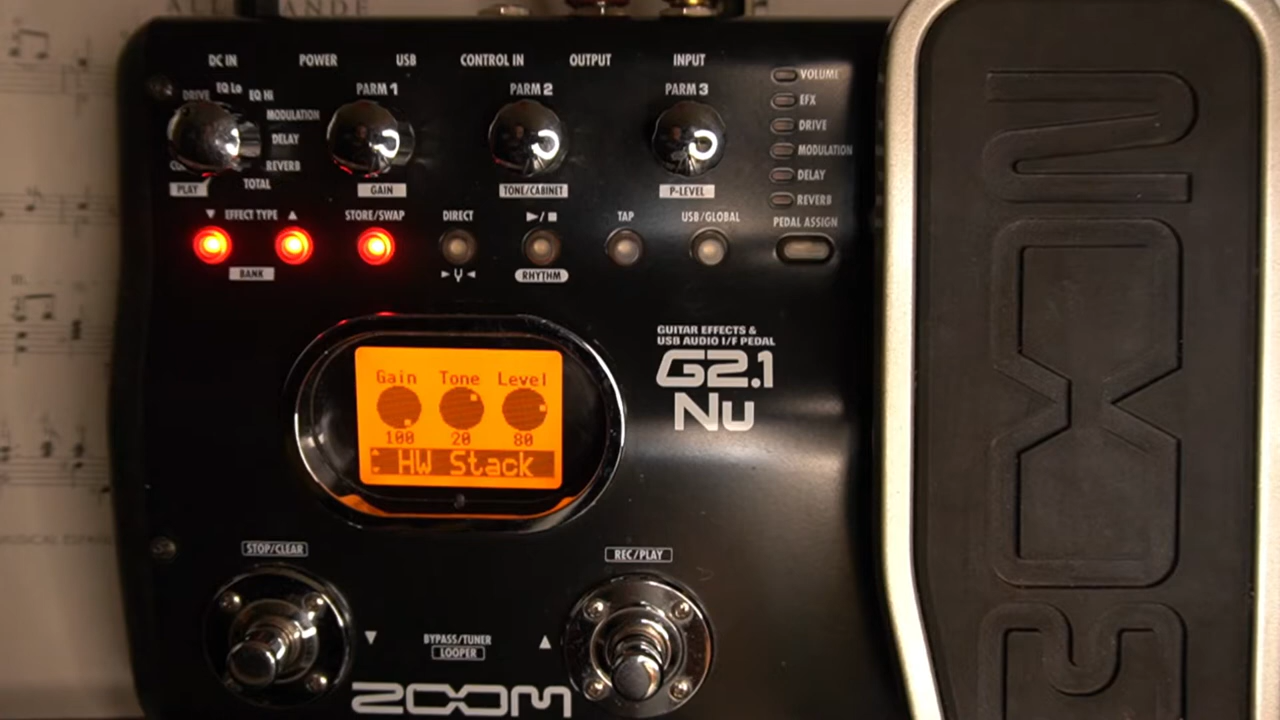 ALL ANDE
DC IN POWER USB CONTROL IN OUTPUT INPUT
VOLUME
EQ Lo
DRIVE EQ Hi PARM 1 PARM 2 PARM 3
EFX
MODULATION
DRIVE
DELAY
MODULATION
REVERB
DELAY
TOTAL
PLAY GAIN TONE/CABINET P-LEVEL
REVERB
▼ EFFECT TYPE ▲ STORE/SWAP DIRECT ►/■ TAP USB/GLOBAL
PEDAL ASSIGN
BANK RHYTHM
GUITAR EFFECTS &
USB AUDIO I/F PEDAL
G2.1
Nu
Gain Tone Level
100 20 80
HW Stack
STOP/CLEAR REC/PLAY
▼ BYPASS/TUNER ▲
LOOPER
ZOOM
ZOOM